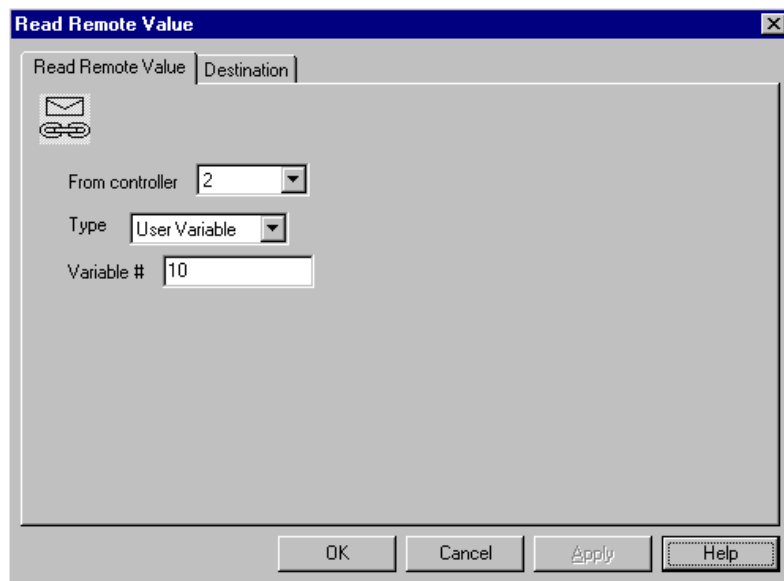 Read Remote Value
Read Remote Value Destination
From controller 2
Type User Variable
Variable # 10
OK Cancel Apply Help